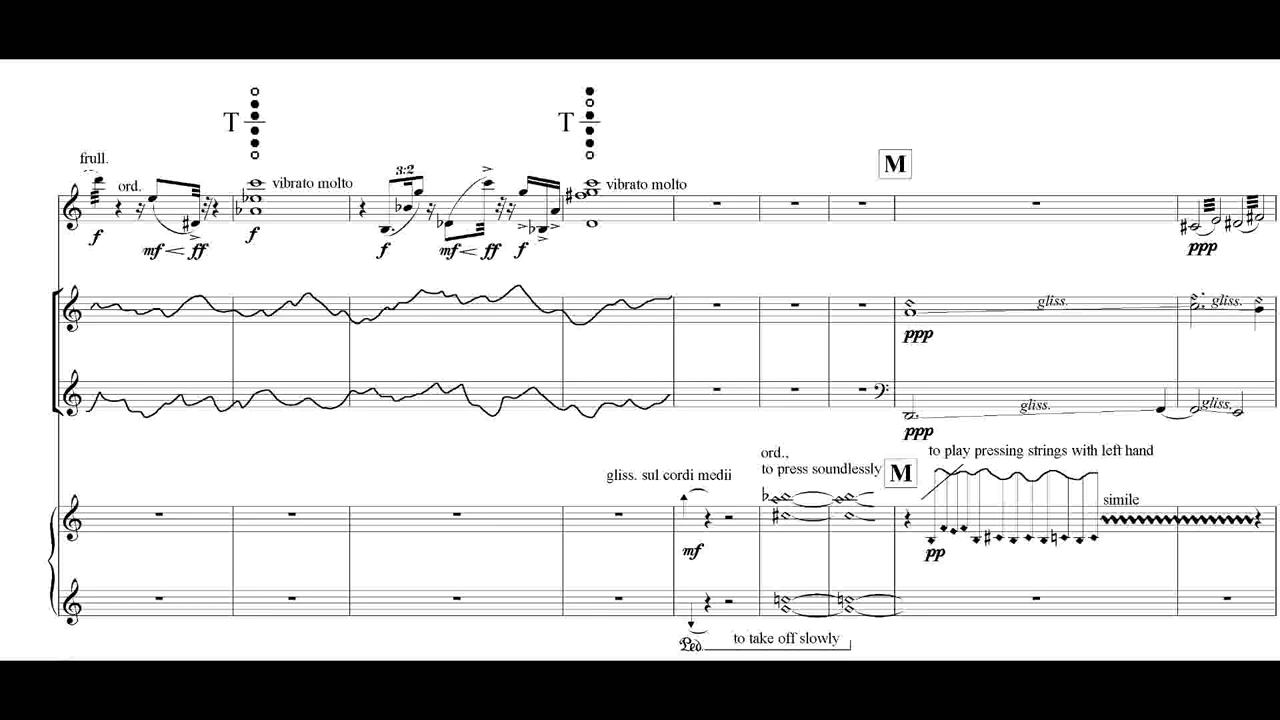 T T
frull.
ord. vibrato molto 3:2 vibrato molto M
f mf ff f f mf ff f ppp
gliss. gliss.
ppp
gliss. gliss.
ppp
ord.,
to play pressing strings with left hand
gliss. sul cordi medii to press soundlessly M
simile
mf pp
Ped. to take off slowly